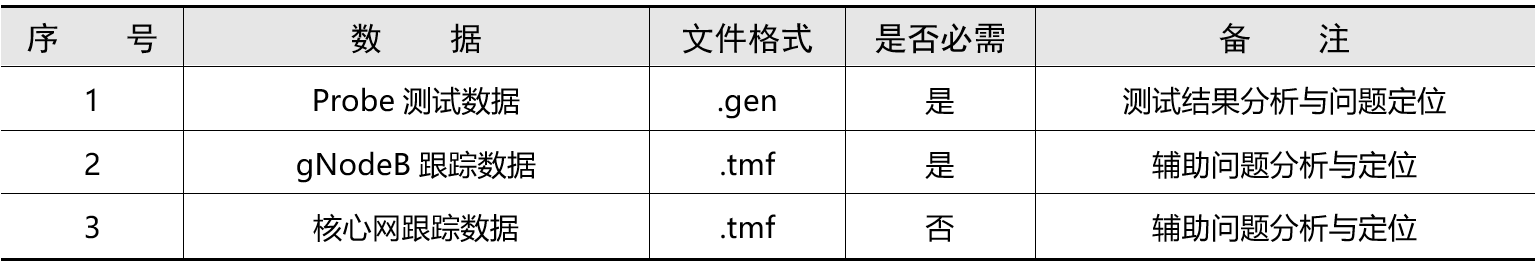 序 号 数 据 文件格式 是否必需 备 注
1 Probe 测试数据 .gen 是 测试结果分析与问题定位
2 gNodeB 跟踪数据 .tmf 是 辅助问题分析与定位
3 核心网跟踪数据 .tmf 否 辅助问题分析与定位